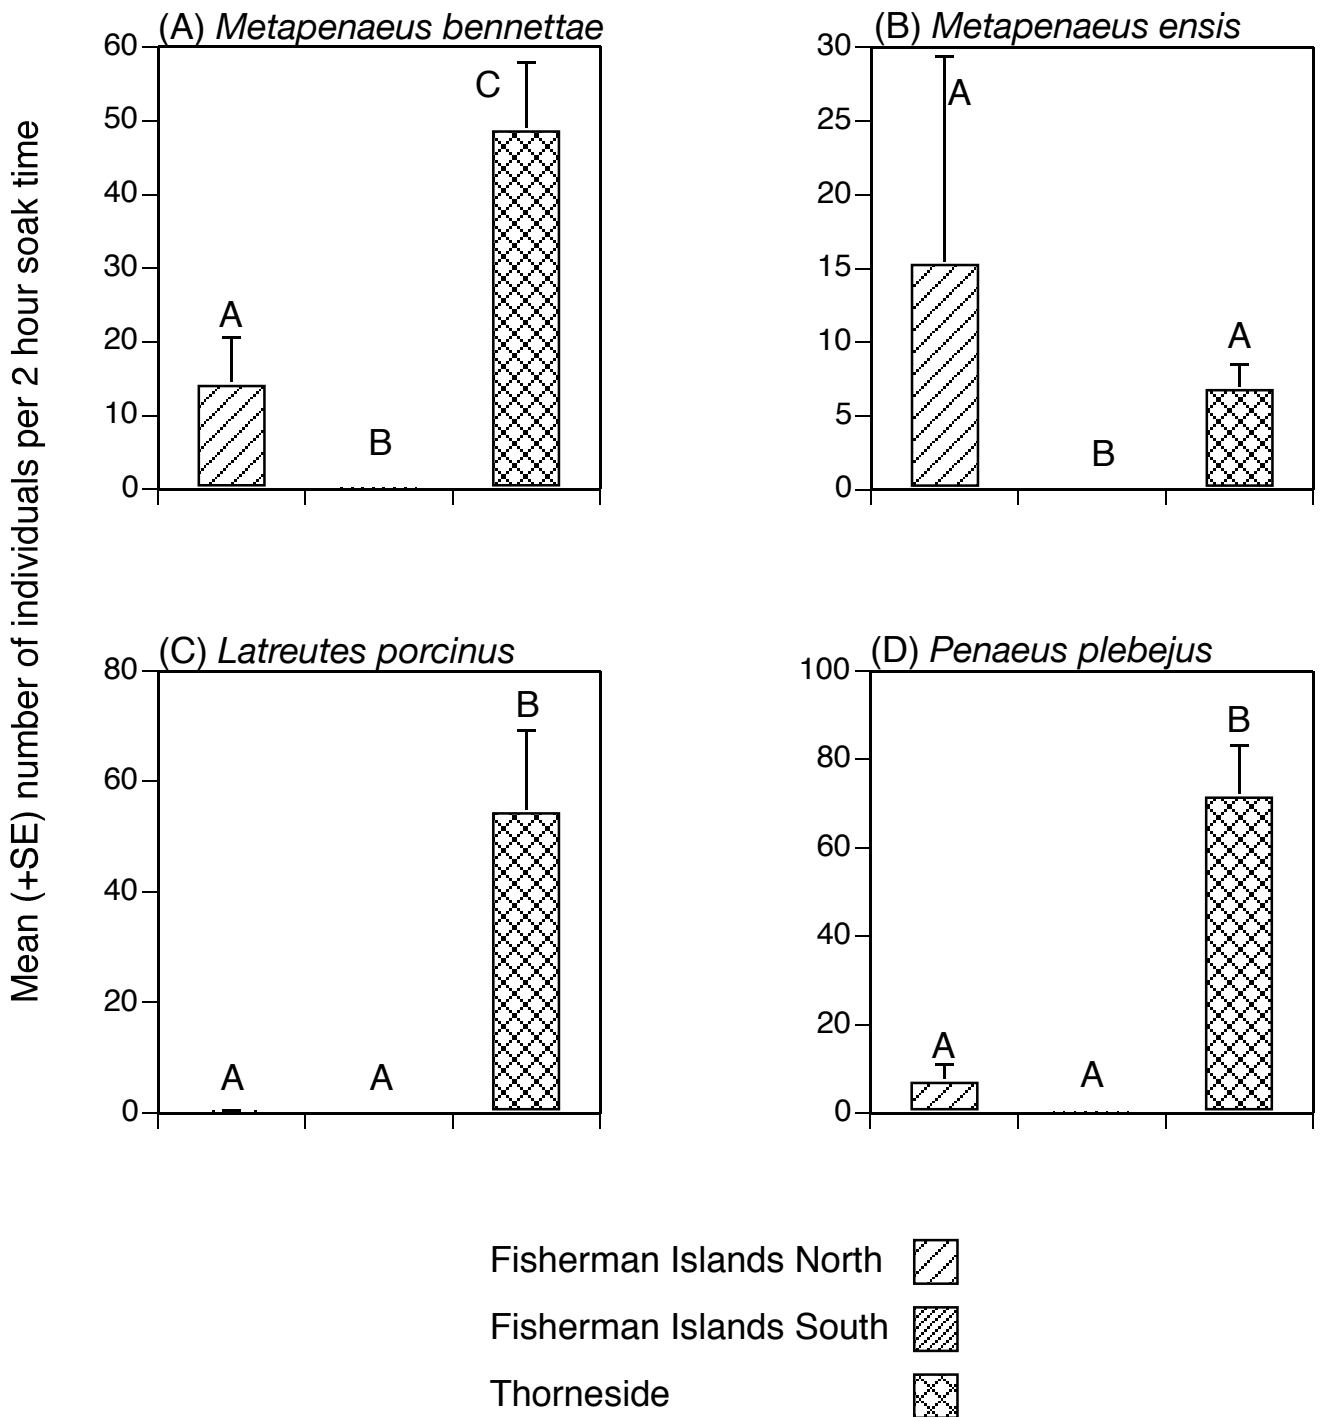 Mean (+SE) number of individuals per 2 hour soak time
(A) Metapenaeus bennettae
60
50
40
30
20
10
0
A
B
C
(B) Metapenaeus ensis
30
25
20
15
10
5
0
A
B
A
(C) Latreutes porcinus
80
60
40
20
0
A
A
B
(D) Penaeus plebejus
100
80
60
40
20
0
A
A
B
Fisherman Islands North
Fisherman Islands South
Thorneside